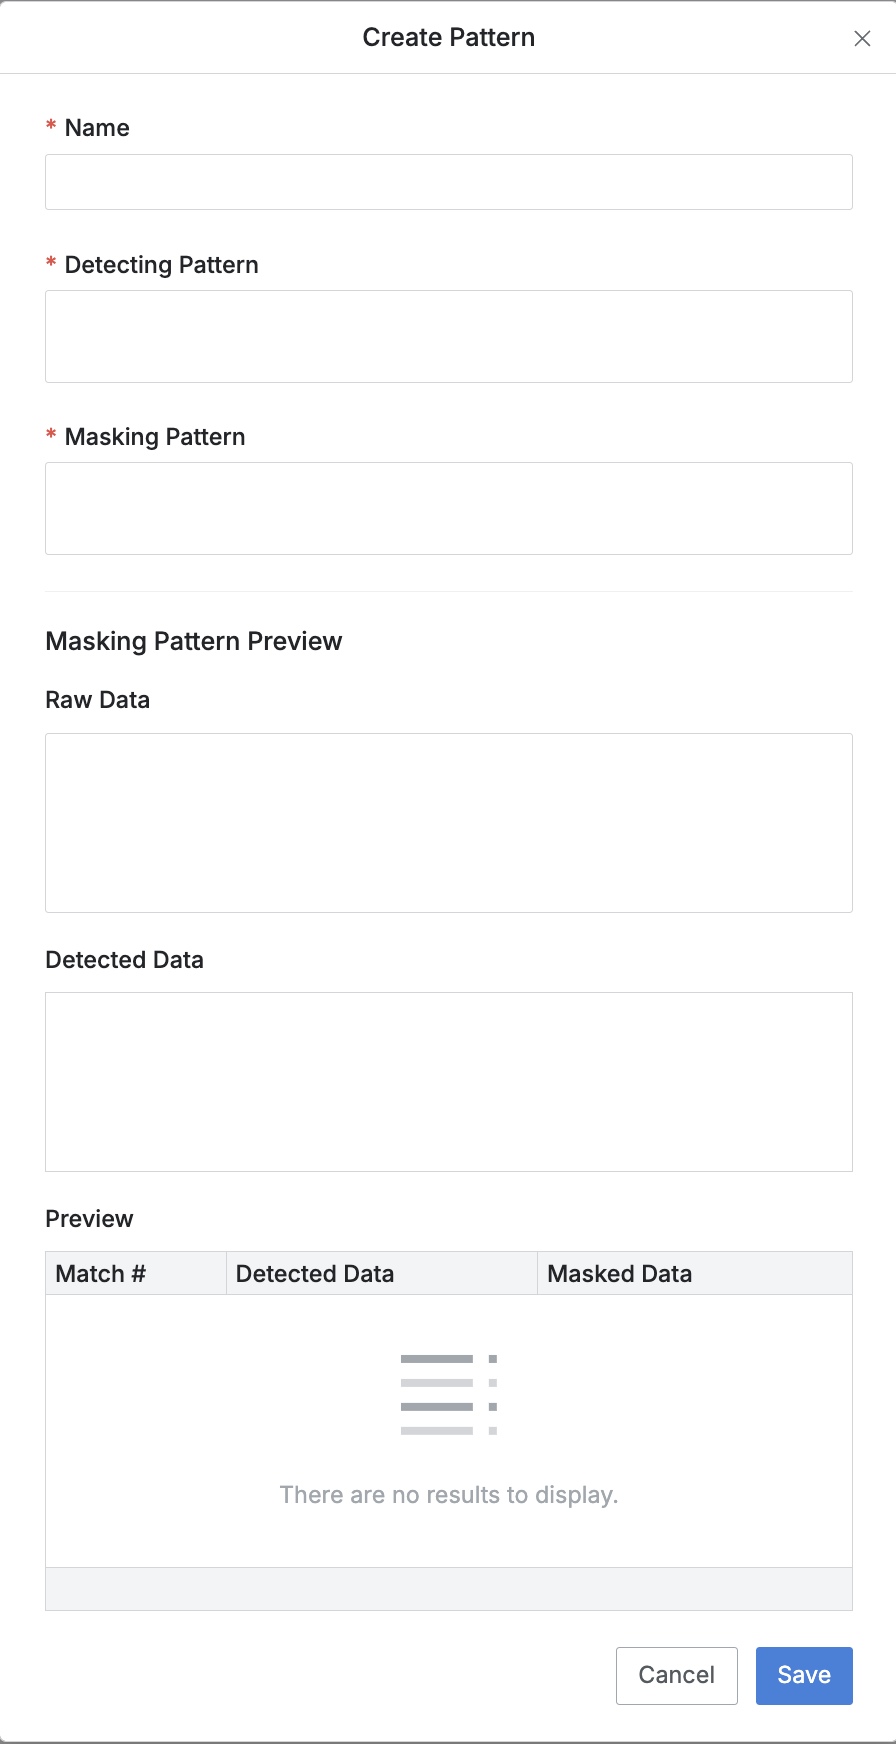 Create Pattern
* Name
* Detecting Pattern
* Masking Pattern
Masking Pattern Preview
Raw Data
Detected Data
Preview
Match # Detected Data Masked Data
There are no results to display.
Cancel Save